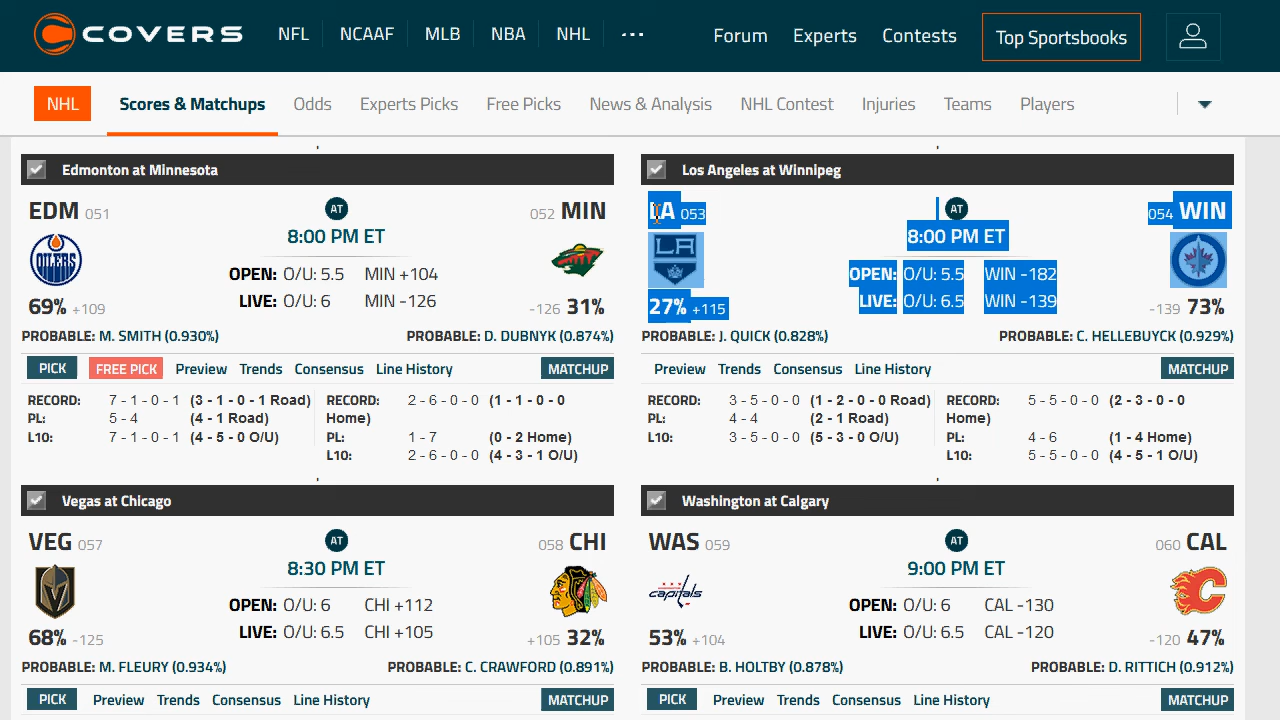 COVERS NFL NCAAF MLB NBA NHL ... Forum Experts Contests Top Sportsbooks
NHL Scores & Matchups Odds Experts Picks Free Picks News & Analysis NHL Contest Injuries Teams Players
Edmonton at Minnesota
EDM 051 AT 052 MIN
8:00 PM ET
OILERS
OPEN: O/U: 5.5 MIN +104
LIVE: O/U: 6 MIN -126
69% +109 -126 31%
PROBABLE: M. SMITH (0.930%) PROBABLE: D. DUBNYK (0.874%)
PICK FREE PICK Preview Trends Consensus Line History MATCHUP
RECORD: 7 - 1 - 0 - 1 (3 - 1 - 0 - 1 Road)
PL: 5 - 4 (4 - 1 Road)
L10: 7 - 1 - 0 - 1 (4 - 5 - 0 O/U)
RECORD: 2 - 6 - 0 - 0 (1 - 1 - 0 - 0
Home)
PL: 1 - 7 (0 - 2 Home)
L10: 2 - 6 - 0 - 0 (4 - 3 - 1 O/U)
Los Angeles at Winnipeg
LA 053 AT 054 WIN
8:00 PM ET
LA
OPEN: O/U: 5.5 WIN -182
LIVE: O/U: 6.5 WIN -139
27% +115 -139 73%
PROBABLE: J. QUICK (0.828%) PROBABLE: C. HELLEBUYCK (0.929%)
Preview Trends Consensus Line History MATCHUP
RECORD: 3 - 5 - 0 - 0 (1 - 2 - 0 - 0 Road)
PL: 4 - 4 (2 - 1 Road)
L10: 3 - 5 - 0 - 0 (5 - 3 - 0 O/U)
RECORD: 5 - 5 - 0 - 0 (2 - 3 - 0 - 0
Home)
PL: 4 - 6 (1 - 4 Home)
L10: 5 - 5 - 0 - 0 (4 - 5 - 1 O/U)
Vegas at Chicago
VEG 057 AT 058 CHI
8:30 PM ET
OPEN: O/U: 6 CHI +112
LIVE: O/U: 6.5 CHI +105
68% -125 +105 32%
PROBABLE: M. FLEURY (0.934%) PROBABLE: C. CRAWFORD (0.891%)
PICK Preview Trends Consensus Line History MATCHUP
Washington at Calgary
WAS 059 AT 060 CAL
9:00 PM ET
capitals
OPEN: O/U: 6 CAL -130
LIVE: O/U: 6.5 CAL -120
53% +104 -120 47%
PROBABLE: B. HOLTBY (0.878%) PROBABLE: D. RITTICH (0.912%)
PICK Preview Trends Consensus Line History MATCHUP